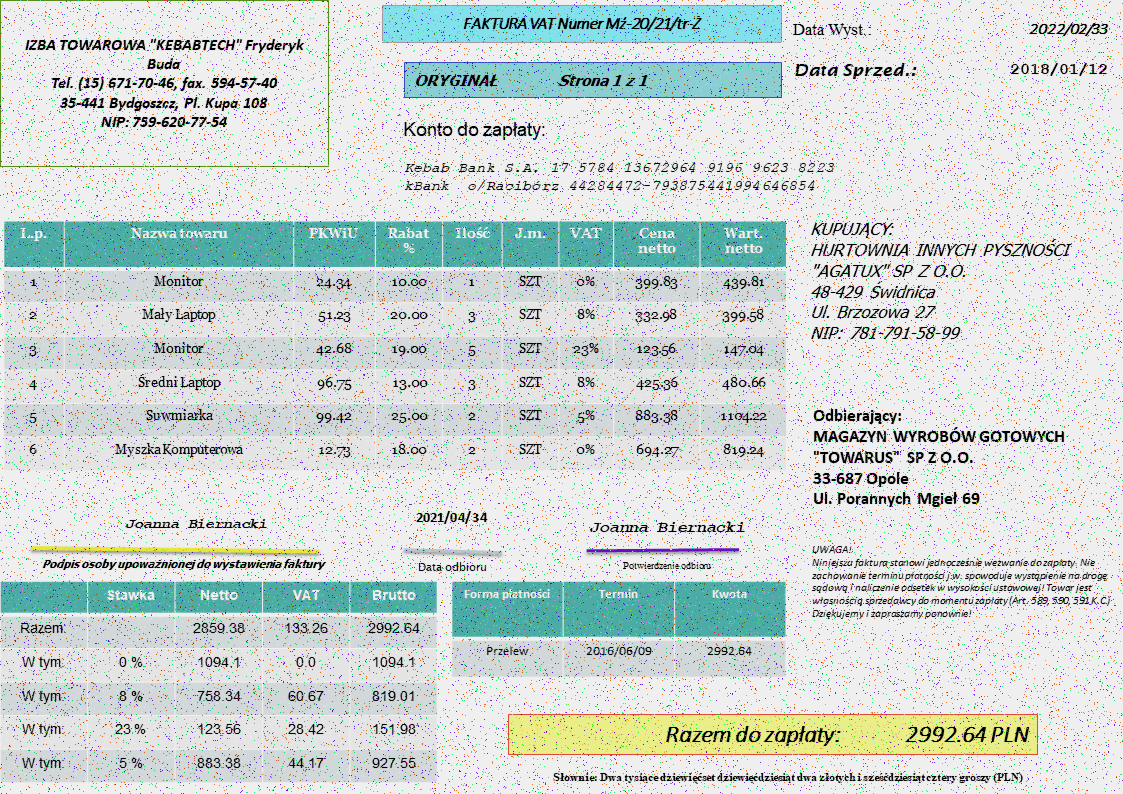 IZBA TOWAROWA "KEBABTECH" Fryderyk
Buda
Tel. (15) 671-70-46, fax. 594-57-40
35-441 Bydgoszcz, Pl. Kupa 108
NIP: 759-620-77-54
FAKTURA VAT Numer Mź-20/21/tr-Ż
ORYGINAŁ Strona 1 z 1
Data Wyst.: 2022/02/33
Data Sprzed.: 2018/01/12
Konto do zapłaty:
Kebab Bank S.A. 17 5784 13672964 9196 9623 8223
kBank o/Racibórz 44284472-793875441994646854
L.p. Nazwa towaru PKWiU Rabat % Ilość J.m. VAT Cena netto Wart. netto
1 Monitor 24.34 10.00 1 SZT 0% 399.83 439.81
2 Mały Laptop 51.23 20.00 3 SZT 8% 332.98 399.58
3 Monitor 42.68 19.00 5 SZT 23% 123.56 147.04
4 Średni Laptop 96.75 13.00 3 SZT 8% 425.36 480.66
5 Suwmiarka 99.42 25.00 2 SZT 5% 883.38 1104.22
6 Myszka Komputerowa 12.73 18.00 2 SZT 0% 694.27 819.24
KUPUJĄCY:
HURTOWNIA INNYCH PYSZNOŚCI
"AGATUX" SP Z O.O.
48-429 Świdnica
Ul. Brzozowa 27
NIP: 781-791-58-99
Odbierający:
MAGAZYN WYROBÓW GOTOWYCH
"TOWARUS" SP Z O.O.
33-687 Opole
Ul. Porannych Mgieł 69
Joanna Biernacki
Podpis osoby upoważnionej do wystawienia faktury
2021/04/34
Data odbioru
Joanna Biernacki
Potwierdzenie odbioru
UWAGA!
Niniejsza faktura stanowi jednocześnie wezwanie do zapłaty. Nie
zachowanie terminu płatgości j.w. spowoduje wystąpienie na drogę
sądową i naliczenie odsetek w wysokości ustawowej! Towar jest
własnością sprzedawcy do momentu zapłaty (Art. 589, 590, 591 K.C)
Dziękujemy i zapraszamy ponownie!
Stawka Netto VAT Brutto
Razem: 2859.38 133.26 2992.64
W tym: 0 % 1094.1 0.0 1094.1
W tym: 8 % 758.34 60.67 819.01
W tym: 23 % 123.56 28.42 151.98
W tym: 5 % 883.38 44.17 927.55
Forma płatności Termin Kwota
Przelew 2016/06/09 2992.64
Razem do zapłaty: 2992.64 PLN
Słownie: Dwa tysiące dziewięćset dziewięćdziesiąt dwa złotych i sześćdziesiąt cztery groszy (PLN)